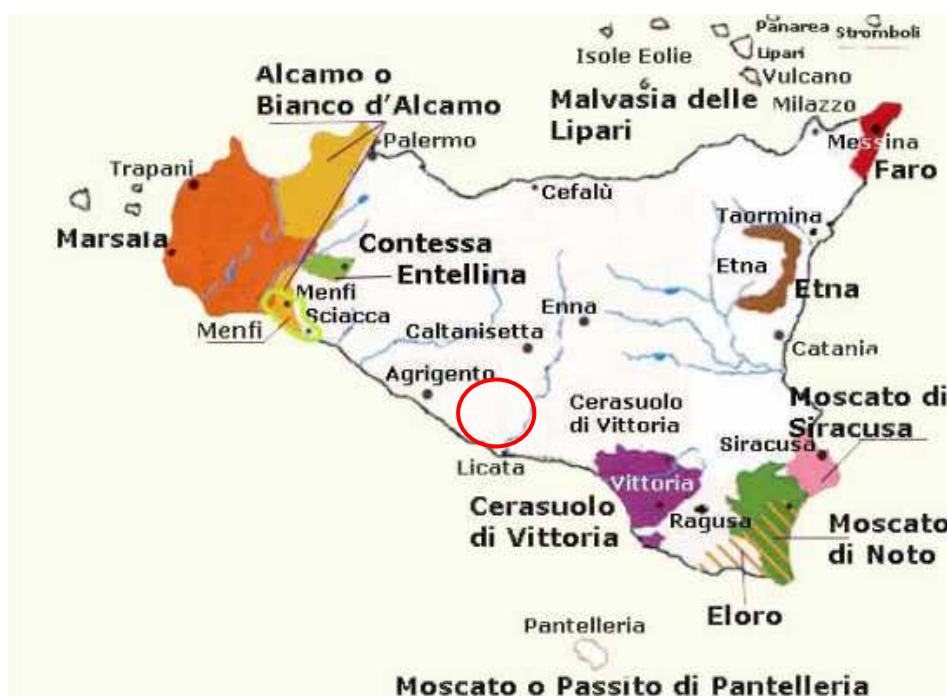 Panarea
Stromboli
Isole Eolie
Lipari
Vulcano
Alcamo o
Bianco d'Alcamo
Malvasia delle
Lipari
Milazzo
Palermo
Messina
Faro
Trapani
Cefalù
Taormina
Marsala
Contessa
Entellina
Etna
Etna
Menfi
Sciacca
Menfi
Enna
Caltanisetta
Catania
Agrigento
Moscato di
Siracusa
Cerasuolo
di Vittoria
Siracusa
Licata
Vittoria
Cerasuolo
di Vittoria
Ragusa
Moscato
di Noto
Eloro
Pantelleria
Moscato o Passito di Pantelleria